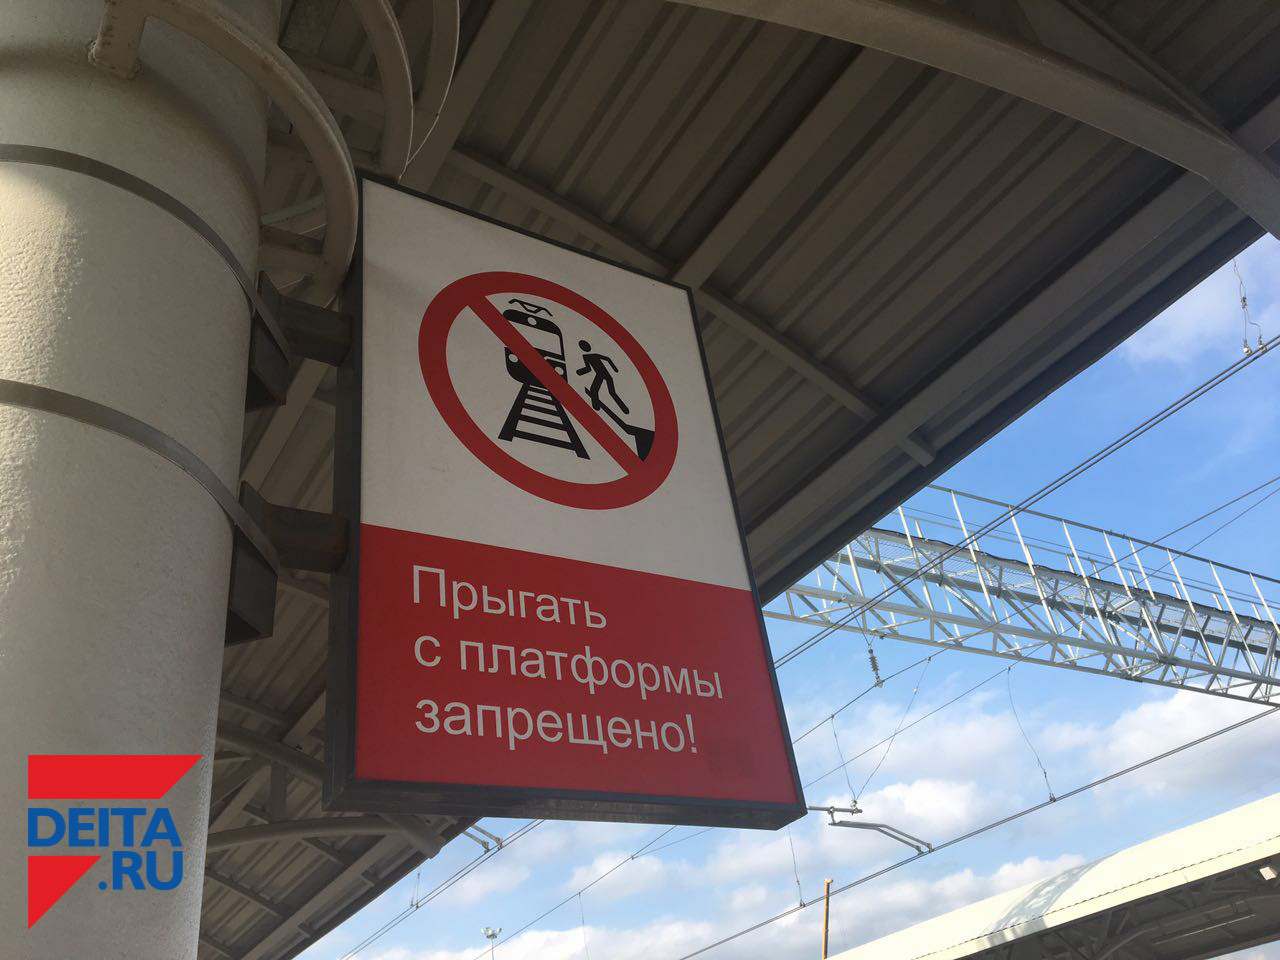 Прыгать
с платформы
запрещено!
DEITA
.RU